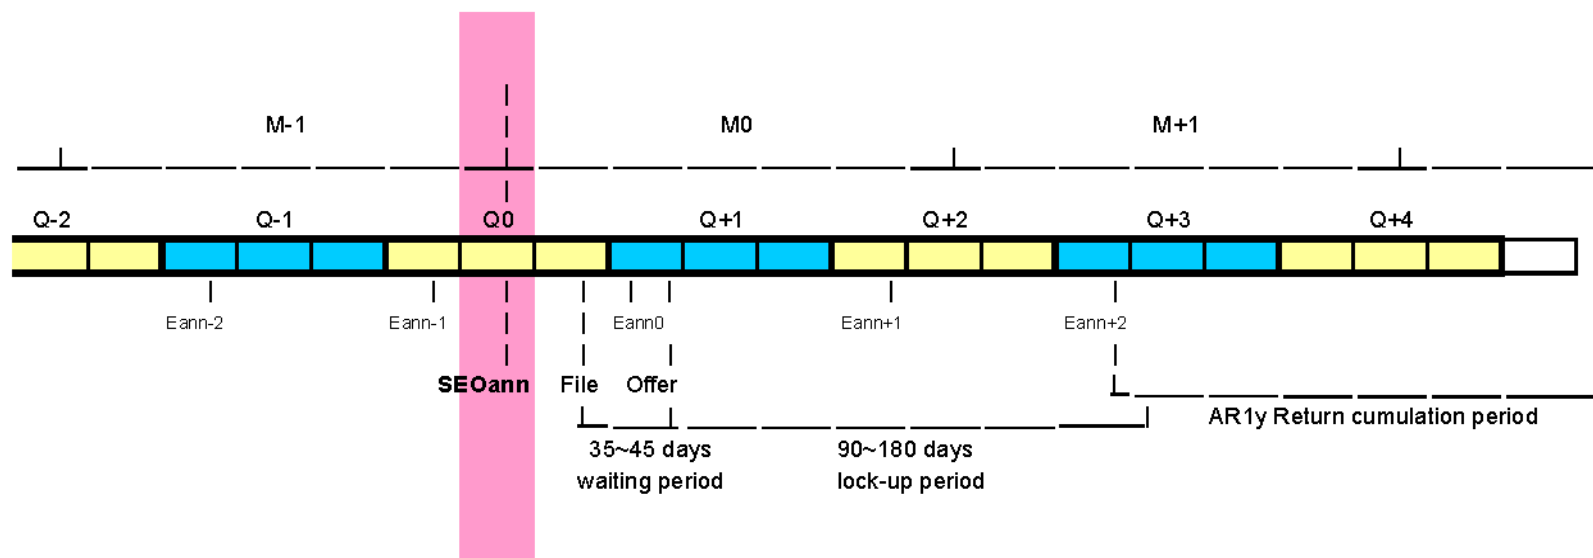 M-1 M0 M+1
Q-2 Q-1 Q0 Q+1 Q+2 Q+3 Q+4
Eann-2 Eann-1 Eann0 Eann+1 Eann+2
SEOann File Offer
AR1y Return cumulation period
35~45 days 90~180 days
waiting period lock-up period